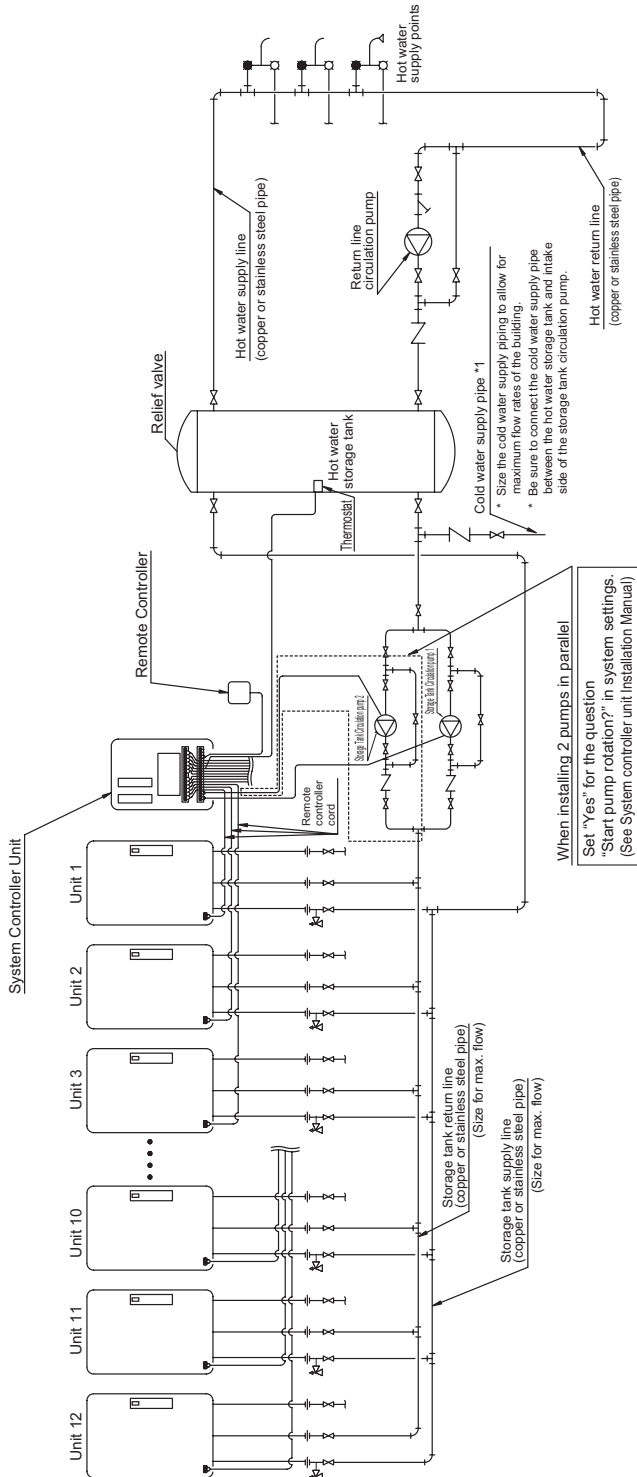 System Controller Unit
Remote Controller
Relief valve
Unit 12
Unit 11
Unit 10
Unit 3
Unit 2
Unit 1
Remote
controller
cord
Thermostat
Hot water
storage tank
Hot water supply line
(copper or stainless steel pipe)
Hot water
supply points
Return line
circulation pump
Storage Tank Circulation pump 2
Storage Tank Circulation pump 1
Storage tank return line
(copper or stainless steel pipe)
(Size for max. flow)
Storage tank supply line
(copper or stainless steel pipe)
(Size for max. flow)
Cold water supply pipe *1
* Size the cold water supply piping to allow for
maximum flow rates of the building.
* Be sure to connect the cold water supply pipe
between the hot water storage tank and intake
side of the storage tank circulation pump.
Hot water return line
(copper or stainless steel pipe)
When installing 2 pumps in parallel
Set “Yes” for the question
“Start pump rotation?” in system settings.
(See System controller unit Installation Manual)